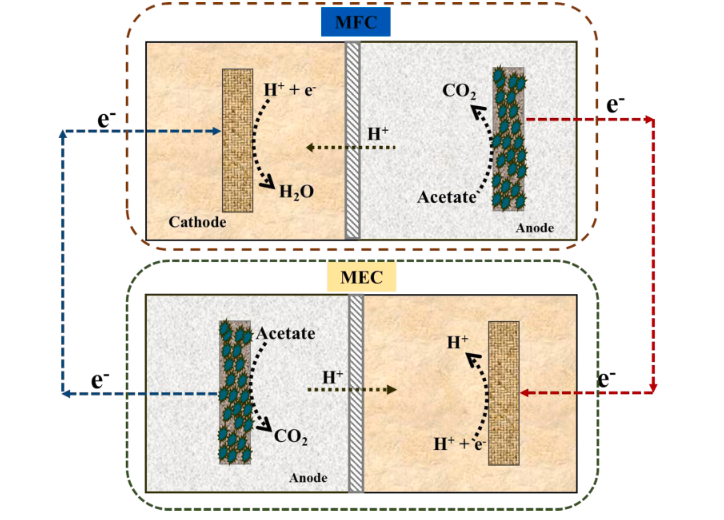 MFC
H⁺ + e⁻
CO₂
e⁻
e⁻
H⁺
H₂O
Acetate
Cathode
Anode
MEC
Acetate
H⁺
H⁺
e⁻
e⁻
CO₂
H⁺ + e⁻
Anode